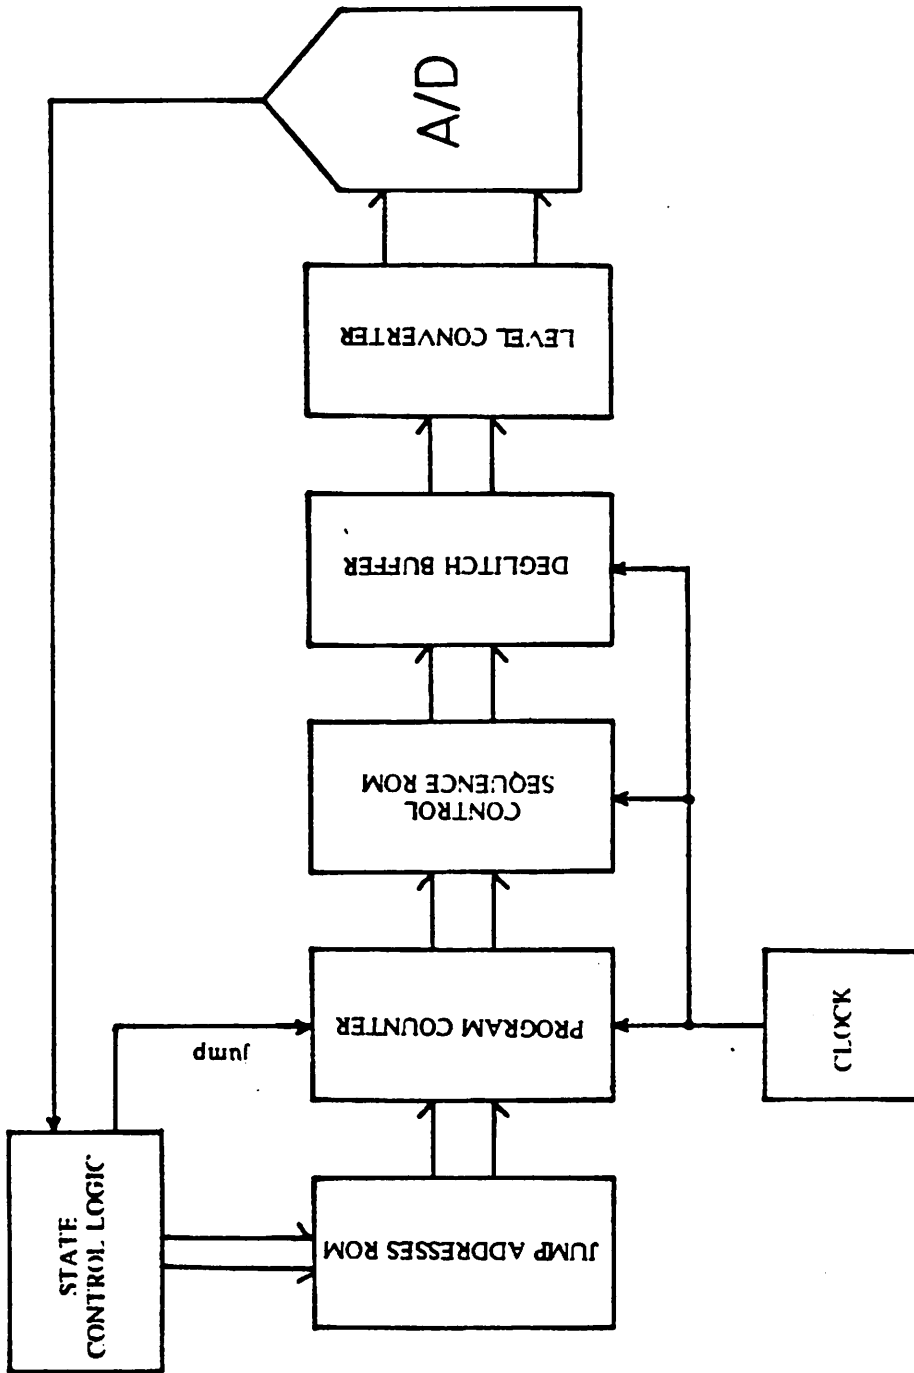 A/D
LEVEL CONVERTER
DEGLITCH BUFFER
CONTROL
SEQUENCE ROM
PROGRAM COUNTER
jump
STATE
CONTROL LOGIC
JUMP ADDRESSES ROM
CLOCK